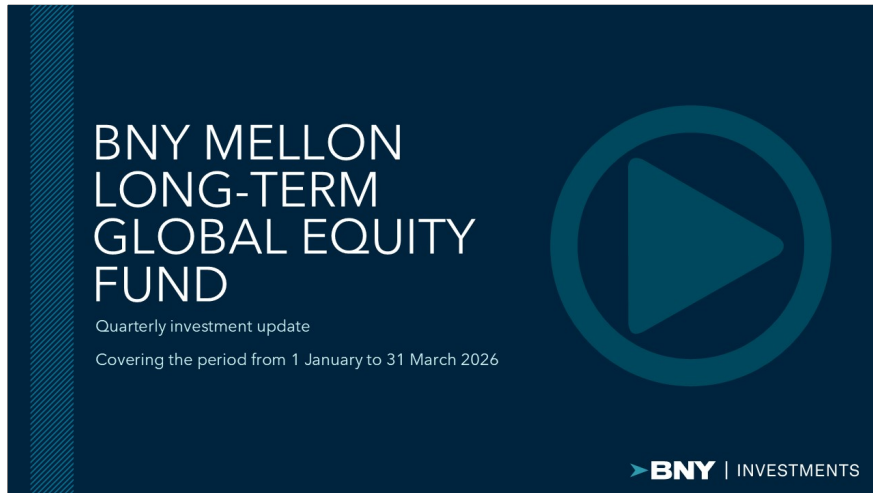 BNY MELLON
LONG-TERM
GLOBAL EQUITY
FUND
Quarterly investment update
Covering the period from 1 January to 31 March 2026
BNY | INVESTMENTS